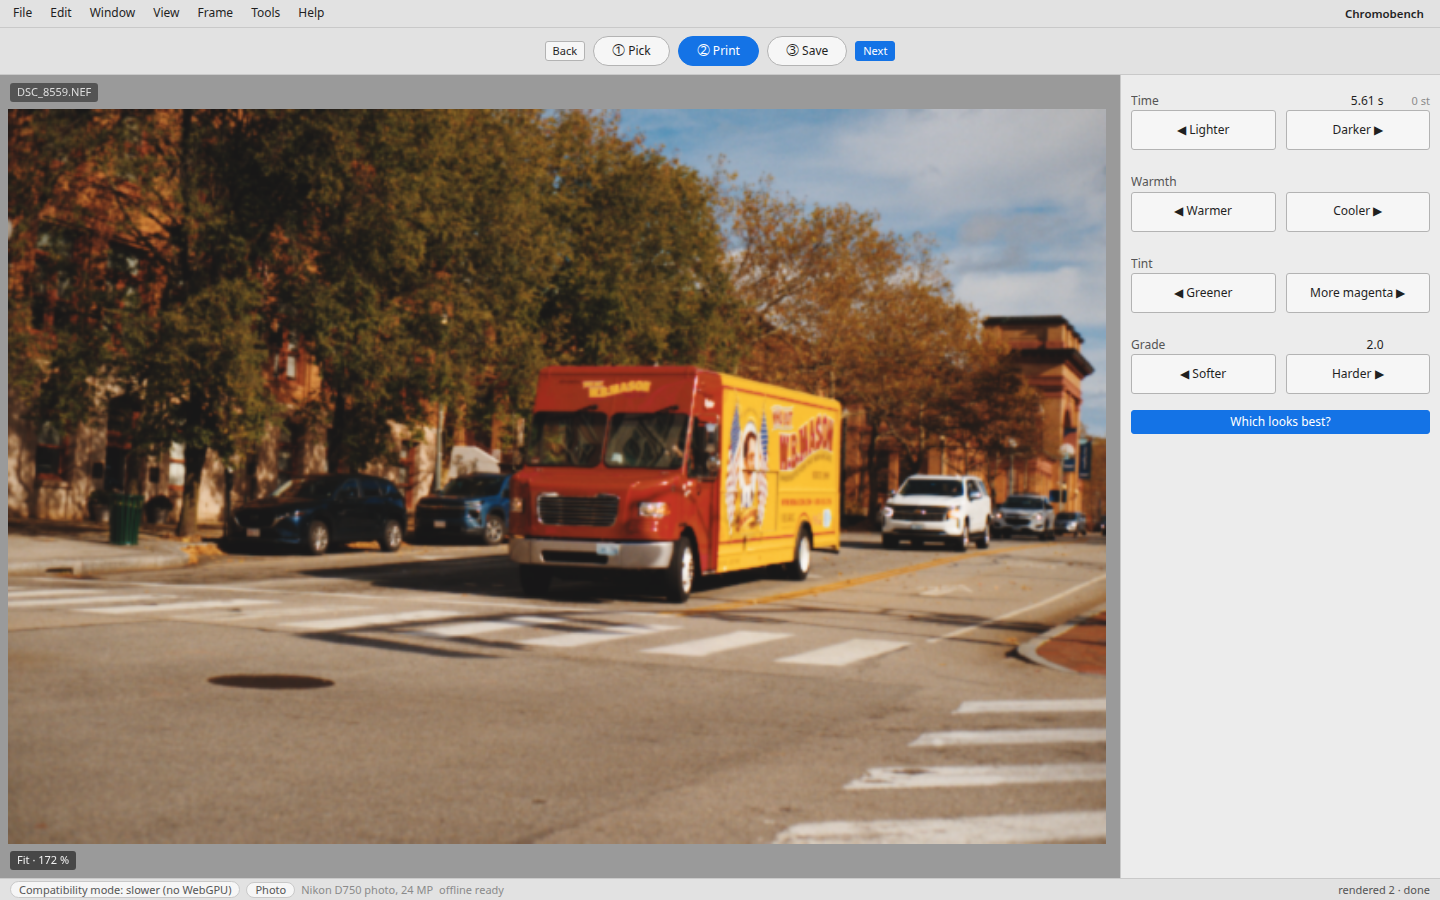 File Edit Window View Frame Tools Help
Chromobench
Back
① Pick
② Print
③ Save
Next
DSC_8559.NEF
W.B.MASON
W.B.MASON
Time 5.61 s 0 st
◀ Lighter
Darker ▶
Warmth
◀ Warmer
Cooler ▶
Tint
◀ Greener
More magenta ▶
Grade 2.0
◀ Softer
Harder ▶
Which looks best?
Fit · 172 %
Compatibility mode: slower (no WebGPU)
Photo
Nikon D750 photo, 24 MP offline ready
rendered 2 · done